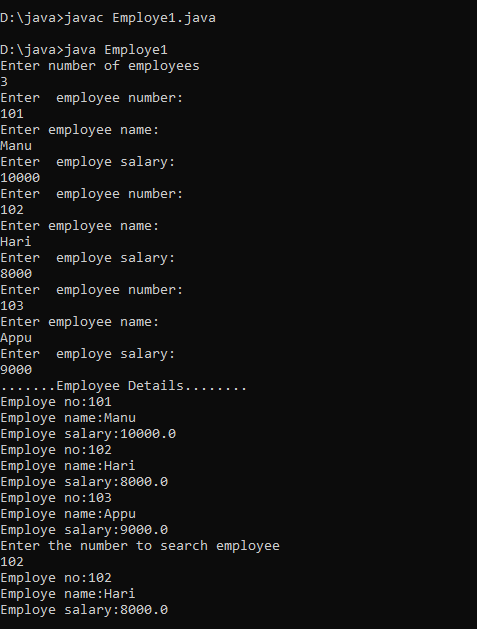 D:\java>javac Employe1.java
D:\java>java Employe1
Enter number of employees
3
Enter  employee number:
101
Enter employee name:
Manu
Enter  employe salary:
10000
Enter  employee number:
102
Enter employee name:
Hari
Enter  employe salary:
8000
Enter  employee number:
103
Enter employee name:
Appu
Enter  employe salary:
9000
.......Employee Details........
Employe no:101
Employe name:Manu
Employe salary:10000.0
Employe no:102
Employe name:Hari
Employe salary:8000.0
Employe no:103
Employe name:Appu
Employe salary:9000.0
Enter the number to search employee
102
Employe no:102
Employe name:Hari
Employe salary:8000.0